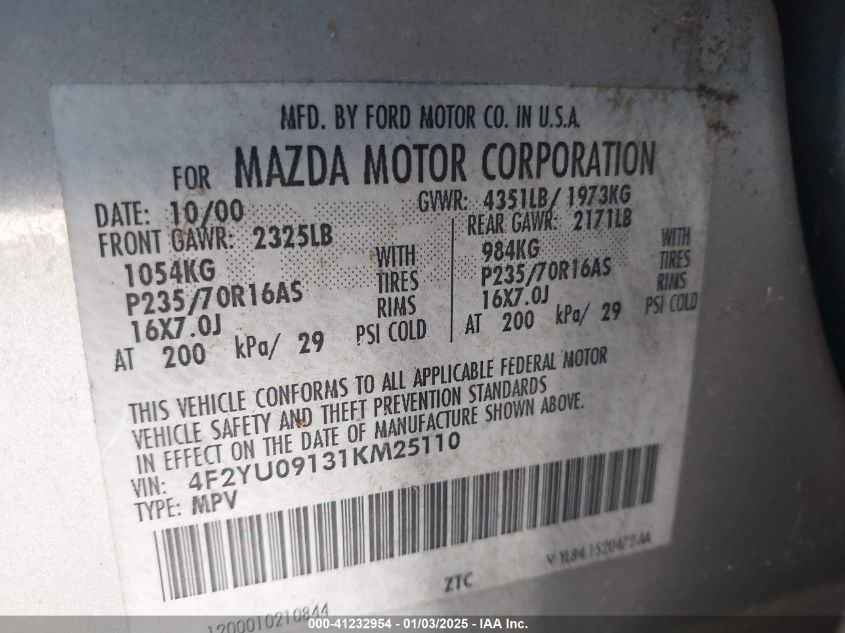 MFD. BY FORD MOTOR CO. IN U.S.A.
FOR MAZDA MOTOR CORPORATION
DATE: 10/00 GVWR: 4351LB/ 1973KG
FRONT GAWR: 2325LB REAR GAWR: 2171LB
1054KG WITH 984KG WITH
P235/70R16AS TIRES P235/70R16AS TIRES
16X7.0J RIMS 16X7.0J RIMS
AT 200 kPa/ 29 PSI COLD AT 200 kPa/ 29 PSI COLD
THIS VEHICLE CONFORMS TO ALL APPLICABLE FEDERAL MOTOR
VEHICLE SAFETY AND THEFT PREVENTION STANDARDS
IN EFFECT ON THE DATE OF MANUFACTURE SHOWN ABOVE.
VIN: 4F2YU09131KM25110
TYPE: MPV
ZTC
1200010210844
000-41232954 - 01/03/2025 - IAA Inc.